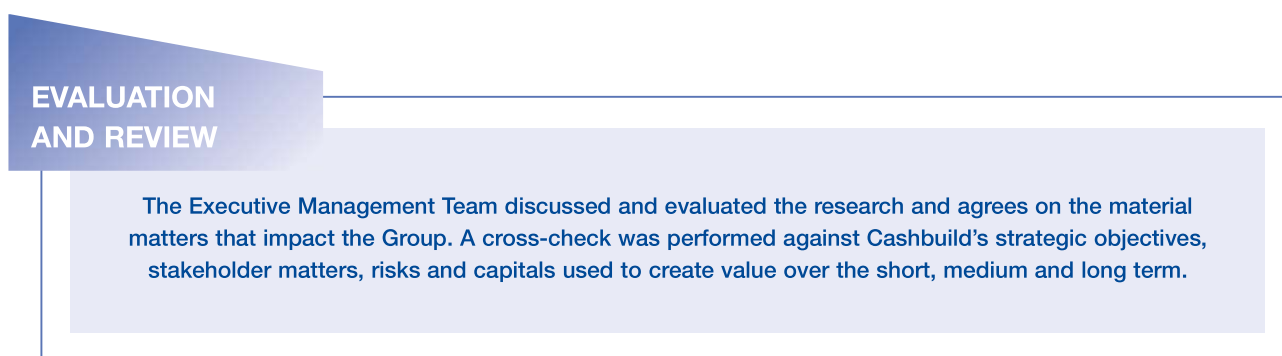 EVALUATION
AND REVIEW
The Executive Management Team discussed and evaluated the research and agrees on the material
matters that impact the Group. A cross-check was performed against Cashbuild’s strategic objectives,
stakeholder matters, risks and capitals used to create value over the short, medium and long term.